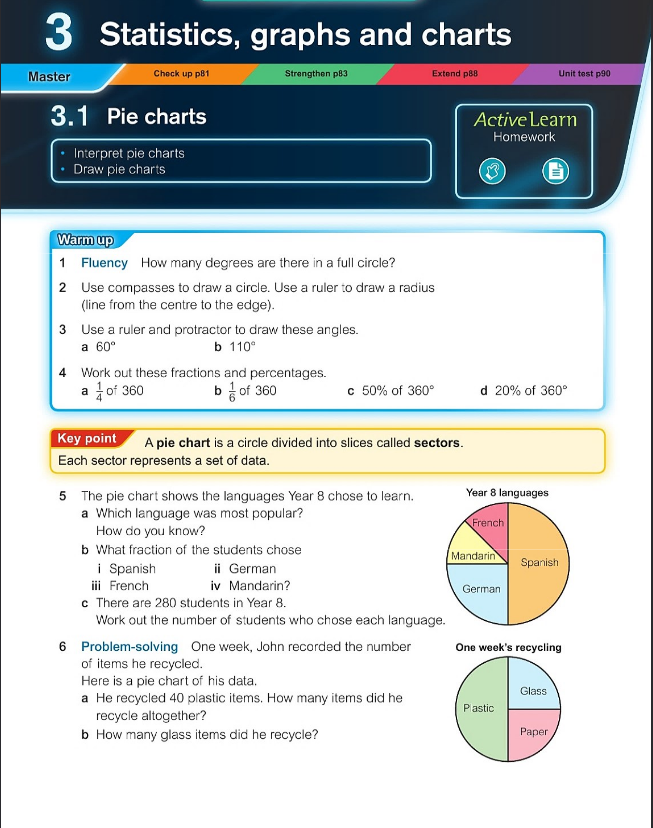 3 Statistics, graphs and charts
Master
Check up p81
Strengthen p83
Extend p88
Unit test p90
3.1 Pie charts
• Interpret pie charts
• Draw pie charts
ActiveLearn
Homework
Warm up
1 Fluency How many degrees are there in a full circle?
2 Use compasses to draw a circle. Use a ruler to draw a radius
(line from the centre to the edge).
3 Use a ruler and protractor to draw these angles.
a 60° b 110°
4 Work out these fractions and percentages.
a 1/4 of 360 b 1/6 of 360 c 50% of 360° d 20% of 360°
Key point A pie chart is a circle divided into slices called sectors.
Each sector represents a set of data.
5 The pie chart shows the languages Year 8 chose to learn.
a Which language was most popular?
How do you know?
b What fraction of the students chose
i Spanish ii German
iii French iv Mandarin?
c There are 280 students in Year 8.
Work out the number of students who chose each language.
Year 8 languages
French
Mandarin
Spanish
German
6 Problem-solving One week, John recorded the number
of items he recycled.
Here is a pie chart of his data.
a He recycled 40 plastic items. How many items did he
recycle altogether?
b How many glass items did he recycle?
One week's recycling
Glass
Plastic
Paper